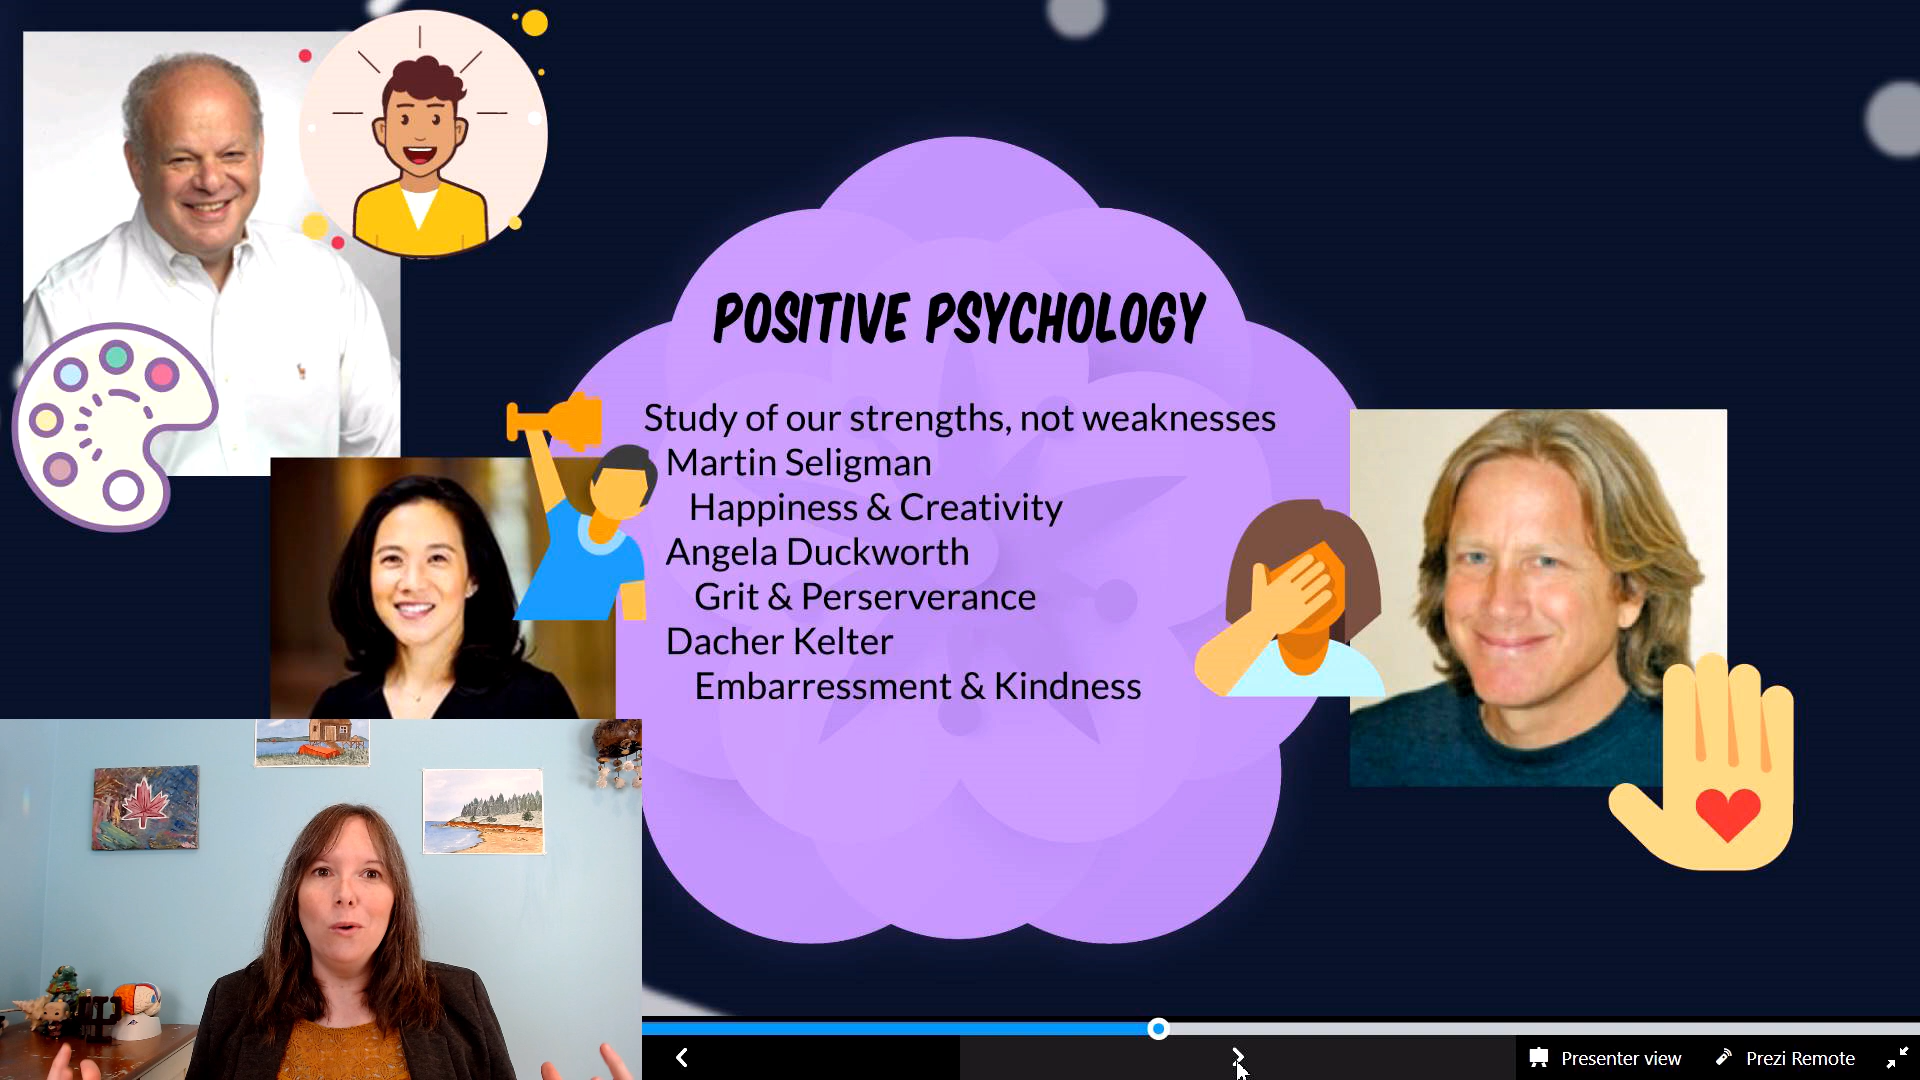 POSITIVE PSYCHOLOGY
Study of our strengths, not weaknesses
Martin Seligman
Happiness & Creativity
Angela Duckworth
Grit & Perserverance
Dacher Kelter
Embarressment & Kindness
Presenter view
Prezi Remote